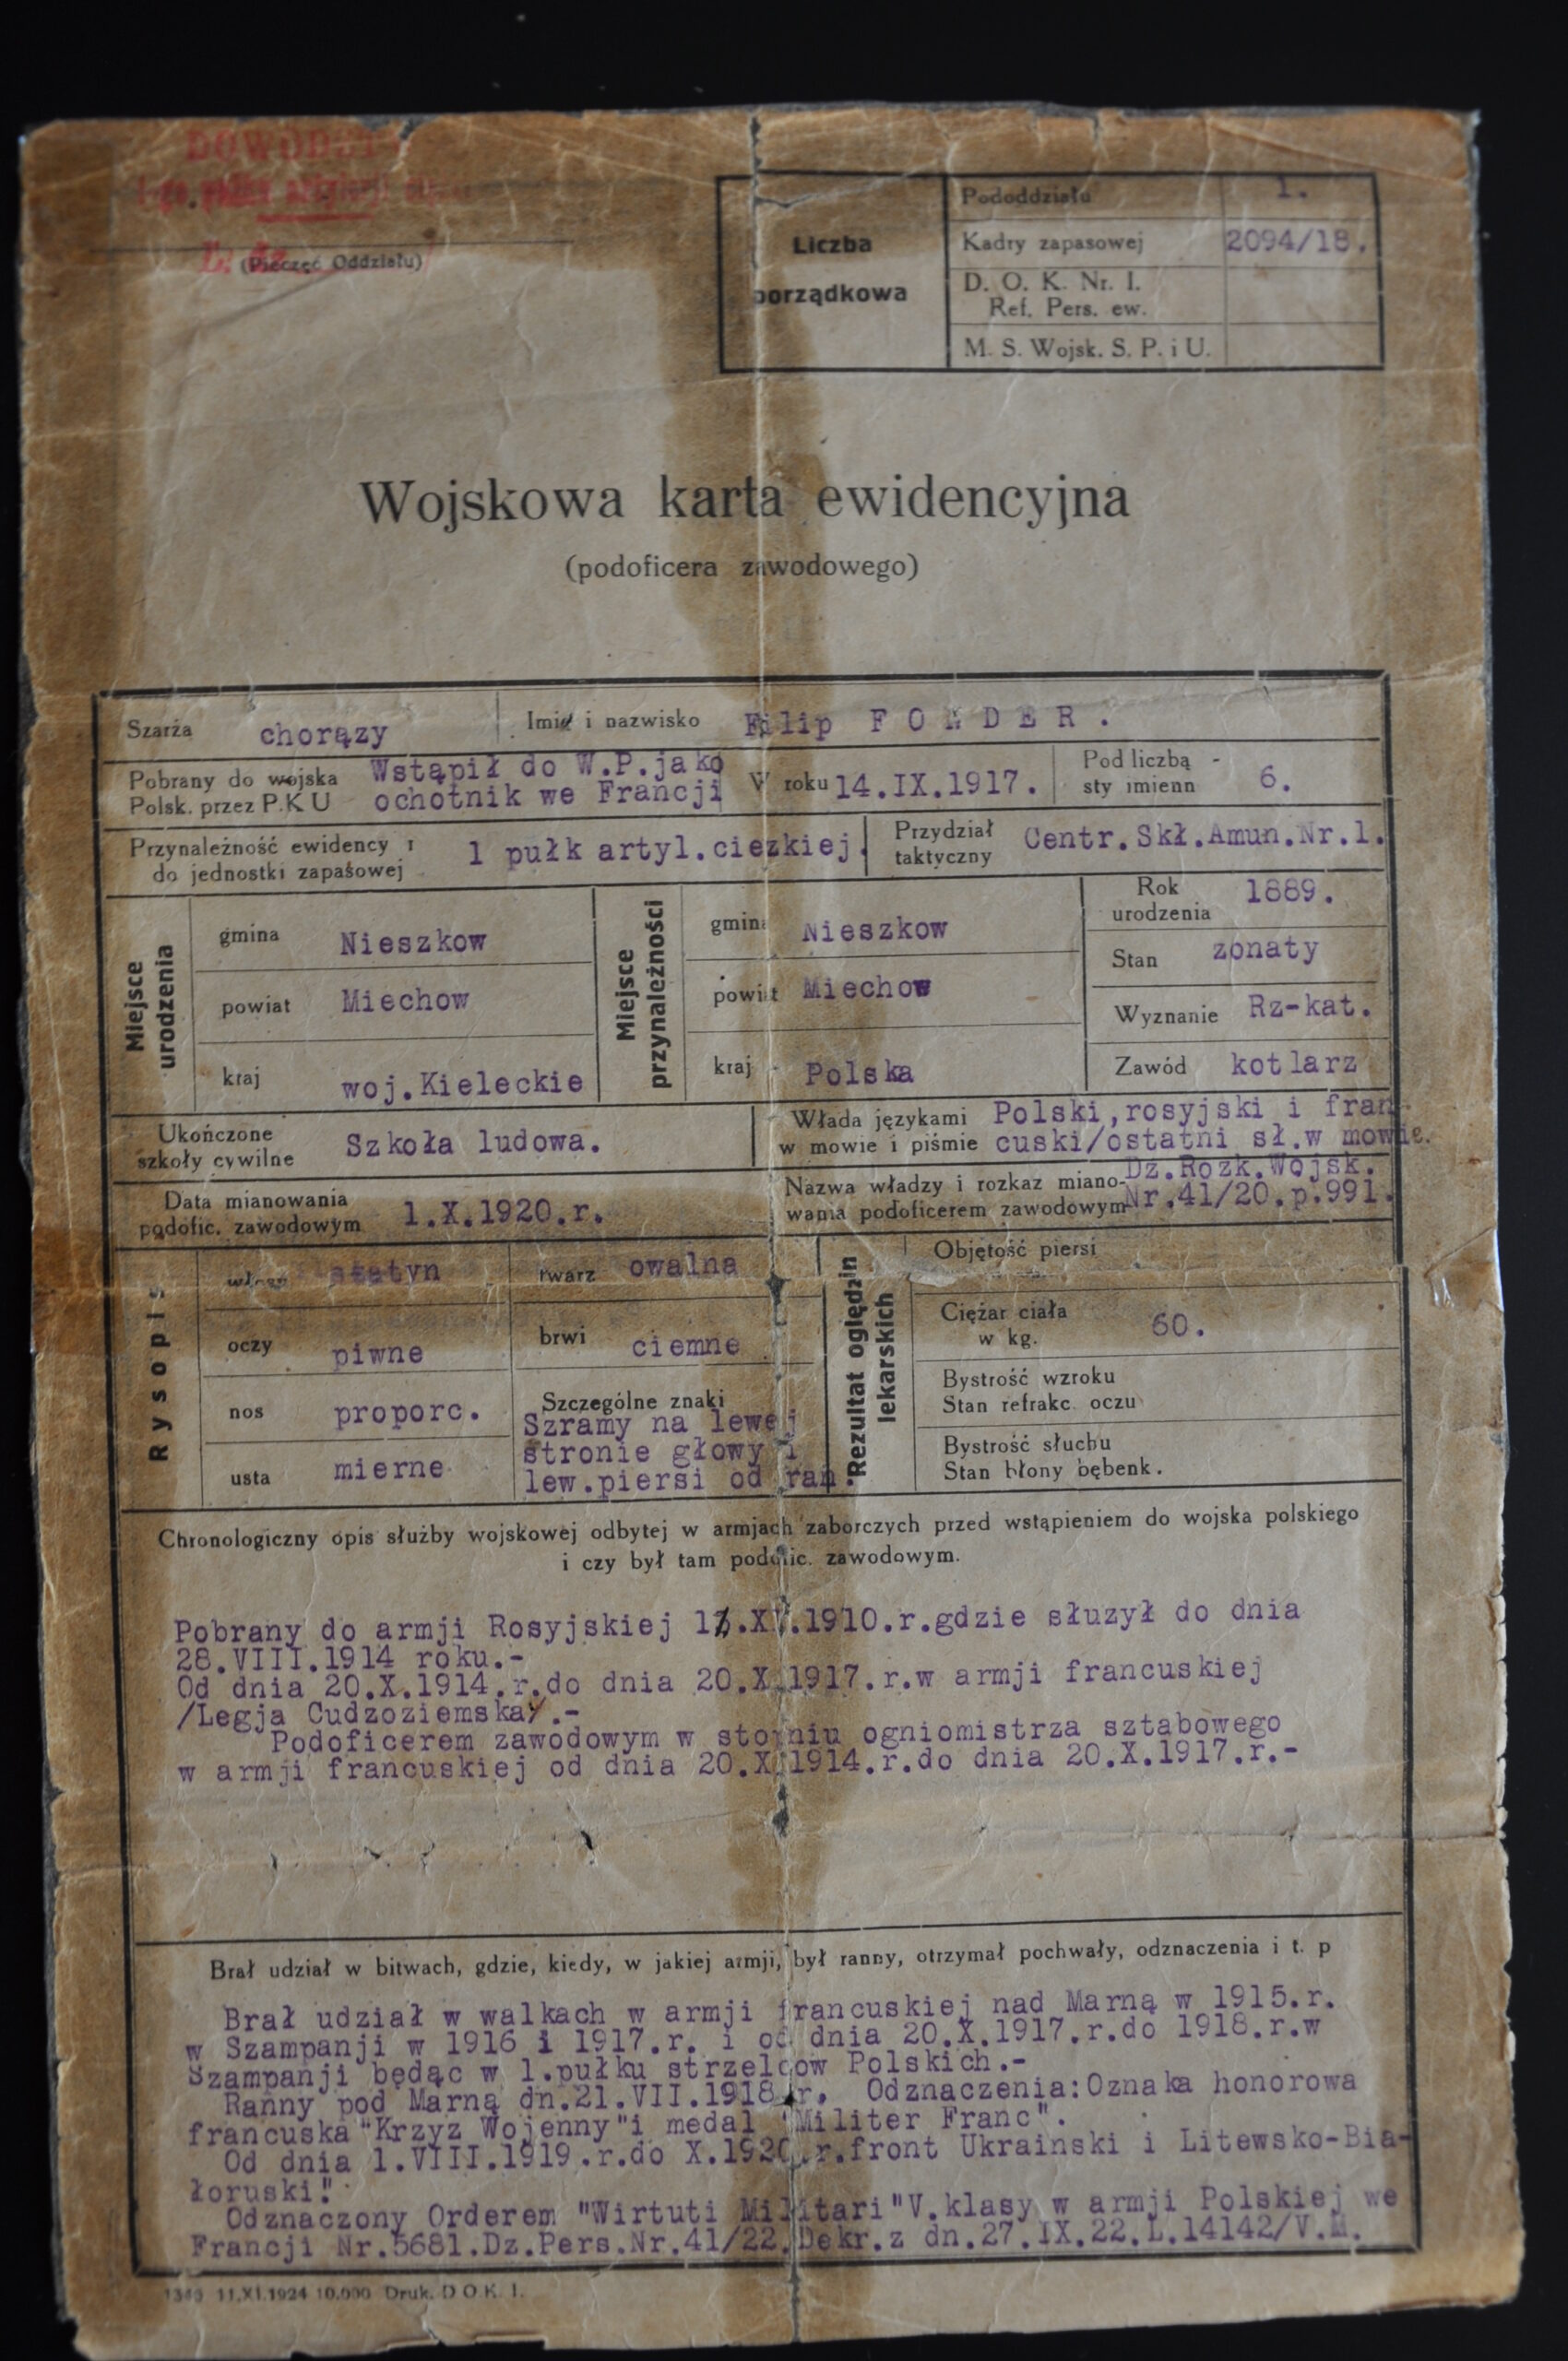 DOWÓDCA
(Pieczęć Oddziału)
Liczba porządkowa
Pododdziału 1.
Kadry zapasowej 2094/18.
D. O. K. Nr. I.
Ref. Pers. ew.
M. S. Wojsk. S. P. i U.
Wojskowa karta ewidencyjna
(podoficera zawodowego)
Szarża chorązy Imię i nazwisko Filip FONDER.
Pobrany do wojska Polsk. przez P.K U Wstąpił do W.P.jako ochotnik we Francji W roku 14.IX.1917. Pod liczbą sty imienn 6.
Przynależność ewidency i do jednostki zapasowej 1 pułk artyl.ciezkiej. Przydział taktyczny Centr.Skł.Amun.Nr.1.
Miejsce urodzenia
gmina Nieszkow
powiat Miechow
kraj woj.Kieleckie
Miejsce przynależności
gmina Nieszkow
powiat Miechow
kraj Polska
Rok urodzenia 1889.
Stan zonaty
Wyznanie Rz-kat.
Zawód kotlarz
Ukończone szkoły cywilne Szkoła ludowa.
Włada językami Polski,rosyjski i fran-
w mowie i piśmie cuski/ostatni sł.w mowie.
Data mianowania podofic. zawodowym 1.X.1920.r.
Nazwa władzy i rozkaz miano- Dz.Rozk.Wojsk.
wania podoficerem zawodowym Nr.41/20.p.991.
Rysopis
włosy szatyn
oczy piwne
nos proporc.
usta mierne
twarz owalna
brwi ciemne
Szczególne znaki
Szramy na lewej
stronie głowy i
lew.piersi od ran.
Rezultat oględzin lekarskich
Objętość piersi
Ciężar ciała w kg. 60.
Bystrość wzroku
Stan refrakc. oczu
Bystrość słuchu
Stan błony bębenk.
Chronologiczny opis służby wojskowej odbytej w armjach zaborczych przed wstąpieniem do wojska polskiego
i czy był tam podofic. zawodowym.
Pobrany do armji Rosyjskiej 1910.r.gdzie słuzył do dnia
28.VIII.1914 roku.-
Od dnia 20.X.1914.r.do dnia 20.X.1917.r.w armji francuskiej
/Legja Cudzoziemska/.-
Podoficerem zawodowym w stopniu ogniomistrza sztabowego
w armji francuskiej od dnia 20.X.1914.r.do dnia 20.X.1917.r.-
Brał udział w bitwach, gdzie, kiedy, w jakiej armji, był ranny, otrzymał pochwały, odznaczenia i t. p
Brał udział w walkach w armji francuskiej nad Marną w 1915.r.
w Szampanji w 1916 i 1917.r. i od dnia 20.X.1917.r.do 1918.r.w
Szampanji będąc w 1.pułku strzelców Polskich.-
Ranny pod Marną dn.21.VII.1918 r. Odznaczenia:Oznaka honorowa
francuska "Krzyz Wojenny"i medal "Militer Franc".
Od dnia 1.VIII.1919.r.do X.1920.r.front Ukrainski i Litewsko-Bia-
łoruski".
Odznaczony Orderem "Wirtuti Militari"V.klasy w armji Polskiej we
Francji Nr.5681.Dz.Pers.Nr.41/22.Dekr.z dn.27.IX.22.L.14142/V.M.
1340 11.XI.1924 10.000 Druk. D O K. I.